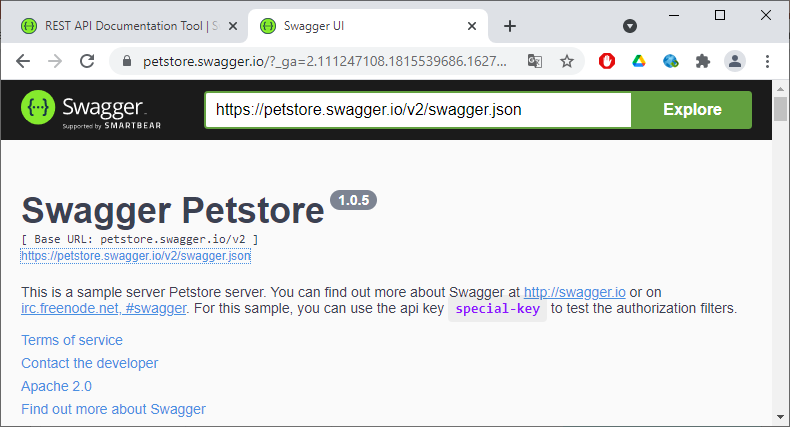 REST API Documentation Tool | S
Swagger UI
petstore.swagger.io/?_ga=2.111247108.1815539686.1627...
Swagger
Supported by SMARTBEAR
https://petstore.swagger.io/v2/swagger.json
Explore
Swagger Petstore 1.0.5
[ Base URL: petstore.swagger.io/v2 ]
https://petstore.swagger.io/v2/swagger.json
This is a sample server Petstore server. You can find out more about Swagger at http://swagger.io or on
irc.freenode.net, #swagger. For this sample, you can use the api key special-key to test the authorization filters.
Terms of service
Contact the developer
Apache 2.0
Find out more about Swagger